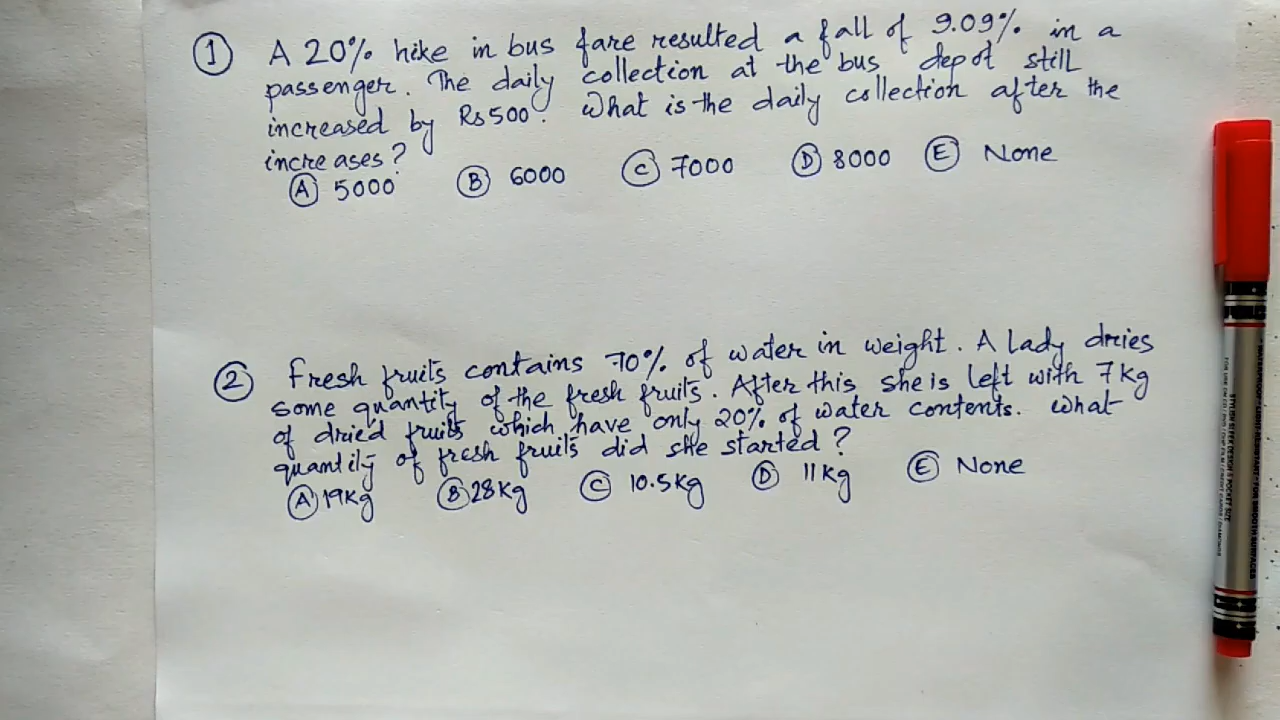 ① A 20% hike in bus fare resulted a fall of 9.09% in a
passenger. The daily collection at the bus depot still
increased by Rs 500. What is the daily collection after the
increases?
Ⓐ 5000 Ⓑ 6000 Ⓒ 7000 Ⓓ 8000 Ⓔ None
② Fresh fruits contains 70% of water in weight. A lady dries
some quantity of the fresh fruits. After this she is left with 7 kg
of dried fruits which have only 20% of water contents. What
quantity of fresh fruits did she started?
Ⓐ 19kg Ⓑ 28kg Ⓒ 10.5kg Ⓓ 11kg Ⓔ None